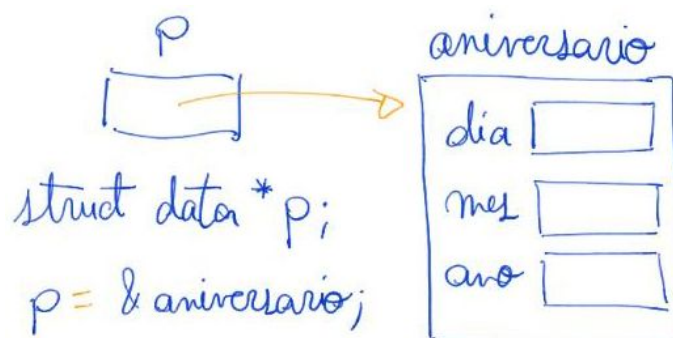 p
struct data *p;
p = & aniversario;
aniversario
dia
mes
ano